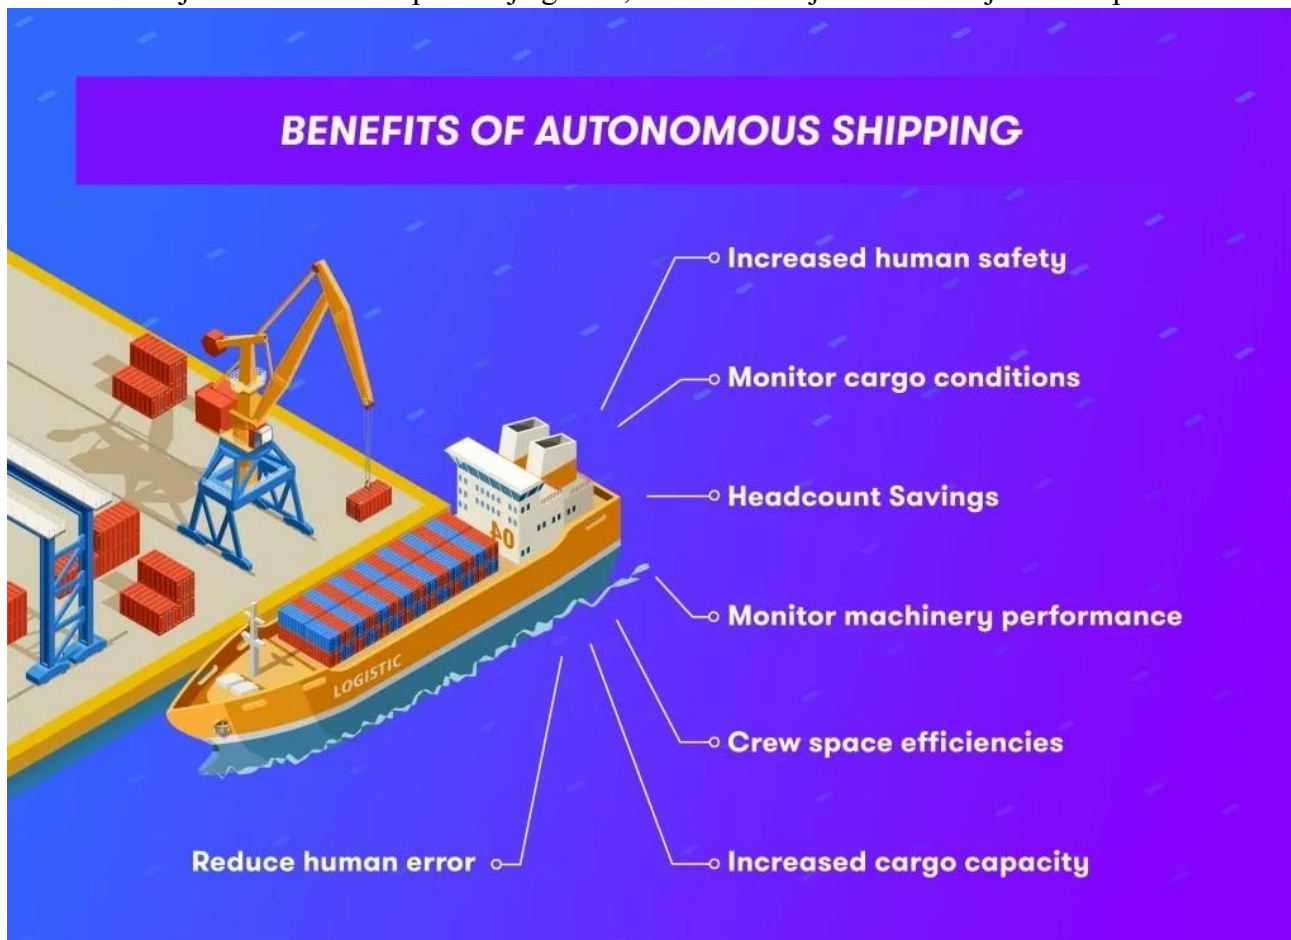 BENEFITS OF AUTONOMOUS SHIPPING
Increased human safety
Monitor cargo conditions
Headcount Savings
Monitor machinery performance
Crew space efficiencies
Increased cargo capacity
Reduce human error
LOGISTIC